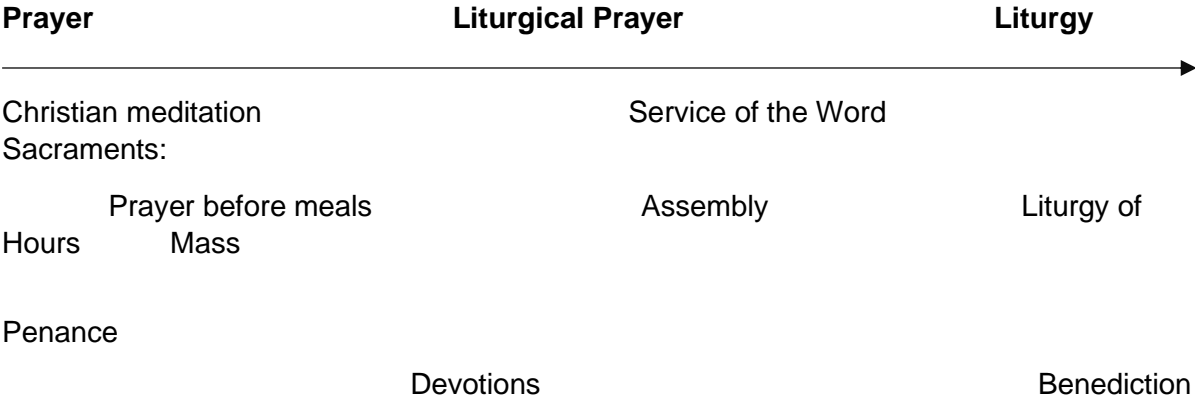 Prayer Liturgical Prayer Liturgy
Christian meditation Service of the Word
Sacraments:
Prayer before meals Assembly Liturgy of
Hours Mass
Penance
Devotions Benediction